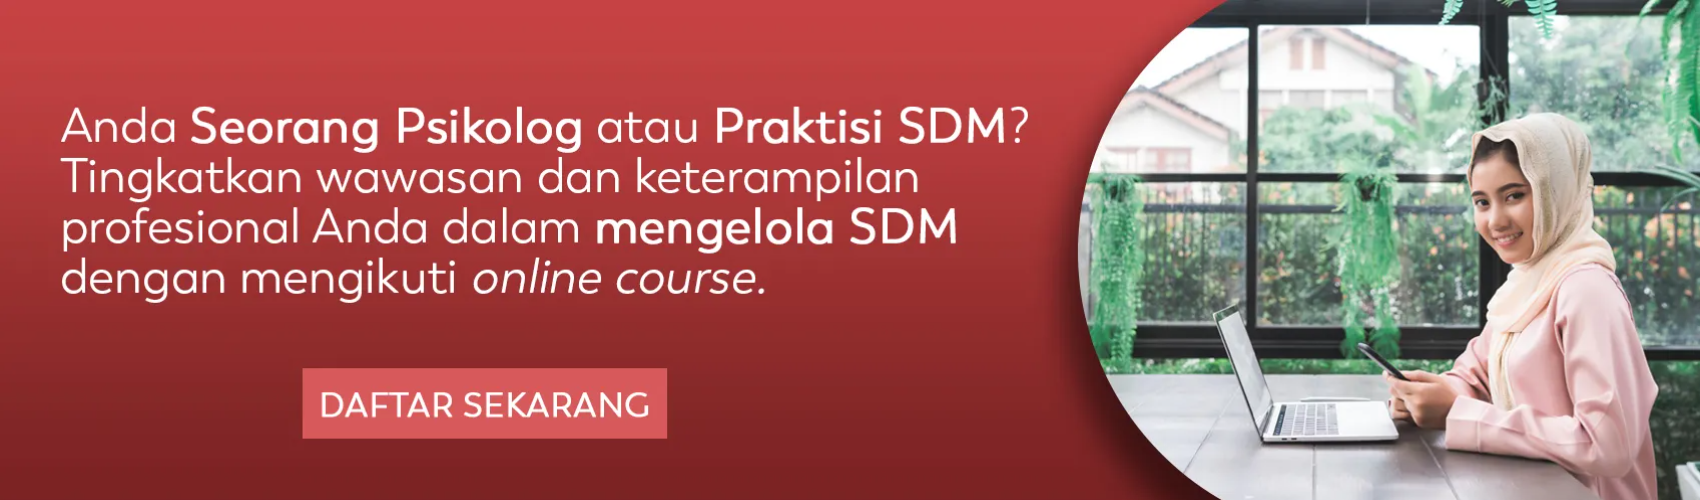 Anda Seorang Psikolog atau Praktisi SDM?
Tingkatkan wawasan dan keterampilan
profesional Anda dalam mengelola SDM
dengan mengikuti online course.
DAFTAR SEKARANG